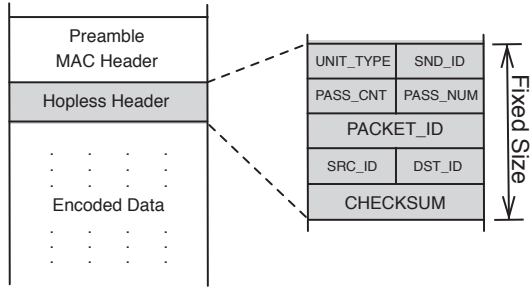 Preamble
MAC Header
Hopless Header
Encoded Data
UNIT_TYPE SND_ID
PASS_CNT PASS_NUM
PACKET_ID
SRC_ID DST_ID
CHECKSUM
Fixed Size